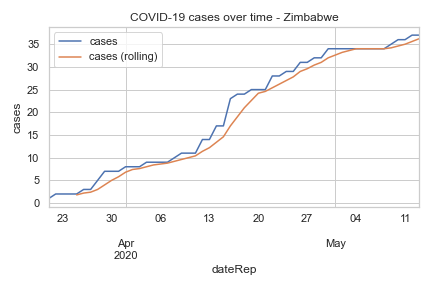 COVID-19 cases over time - Zimbabwe
cases
cases (rolling)
cases
35
30
25
20
15
10
5
0
23 30 06 13 20 27 04 11
Apr May
2020
dateRep